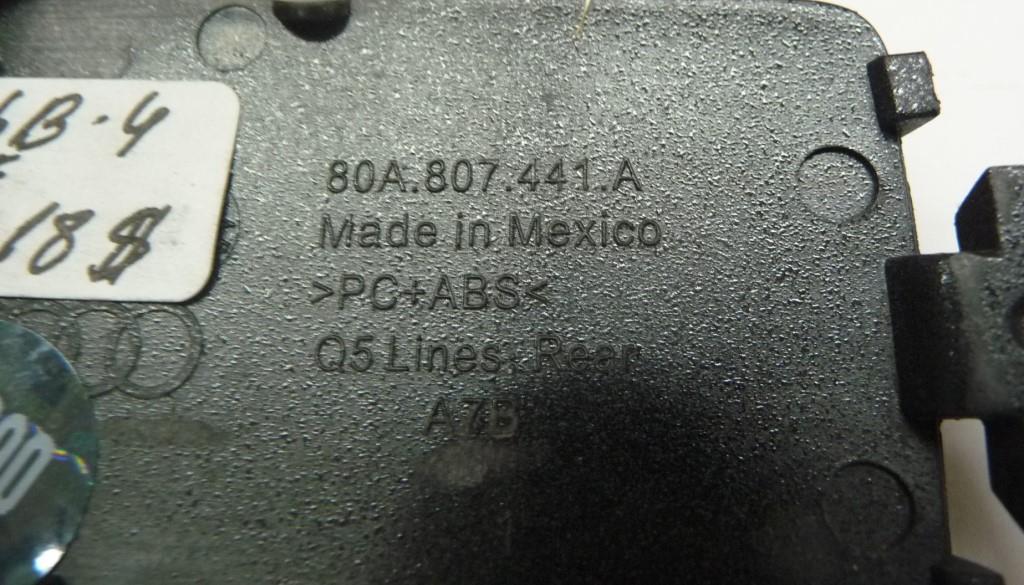 B-4
18$
80A.807.441.A
Made in Mexico
>PC+ABS<
Q5 Lines, Rear
A7B